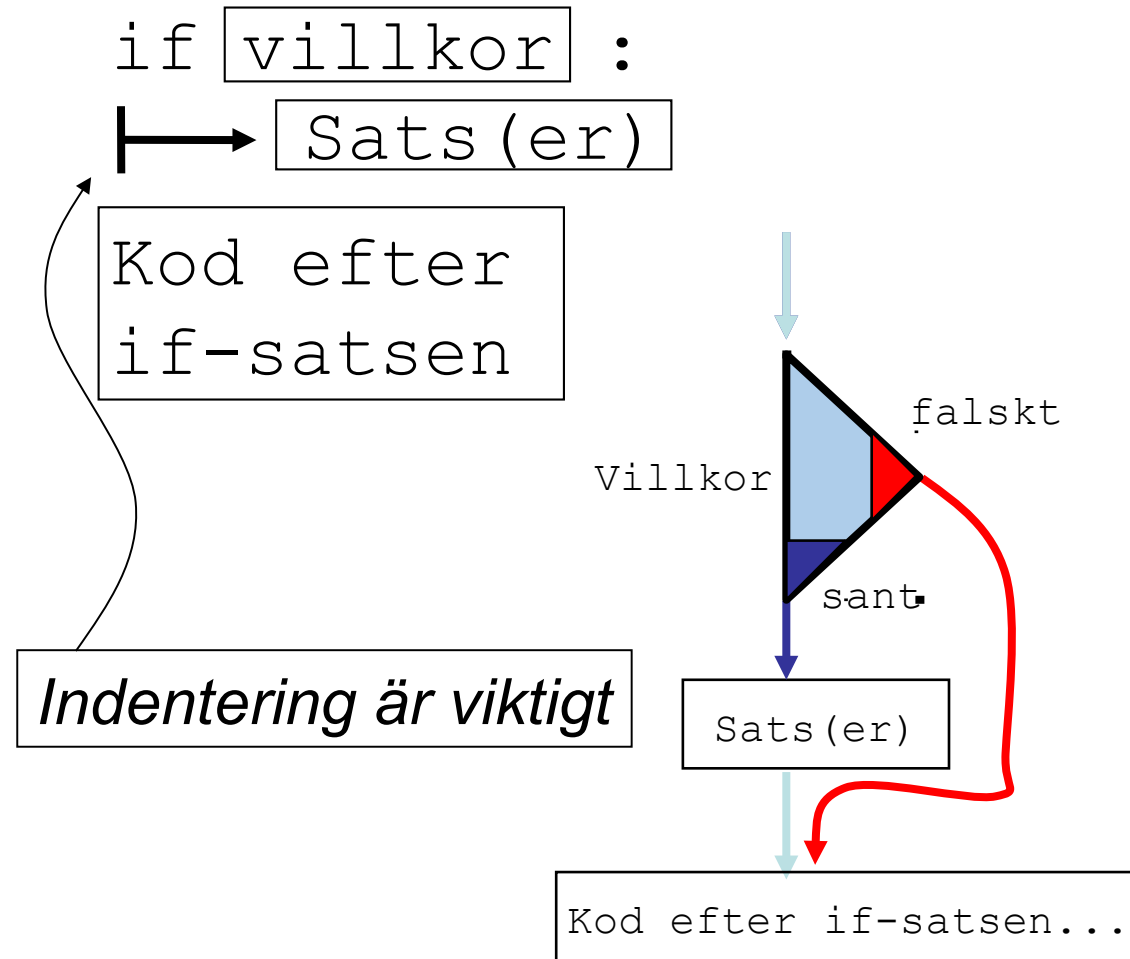 if villkor :
Sats(er)
Kod efter
if-satsen
falskt
Villkor
sant
Indentering är viktigt
Sats(er)
Kod efter if-satsen...